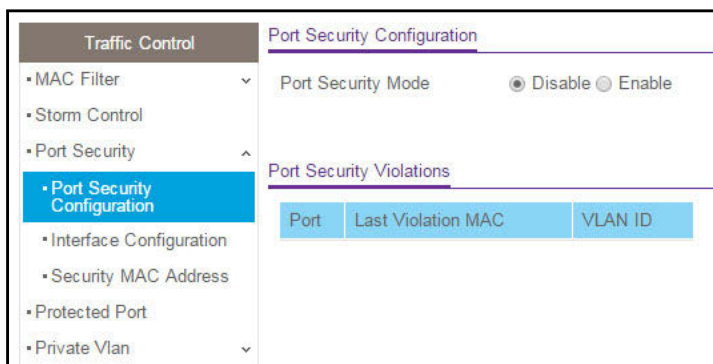 Traffic Control
MAC Filter
Storm Control
Port Security
Port Security
Configuration
Interface Configuration
Security MAC Address
Protected Port
Private Vlan
Port Security Configuration
Port Security Mode Disable Enable
Port Security Violations
Port Last Violation MAC VLAN ID